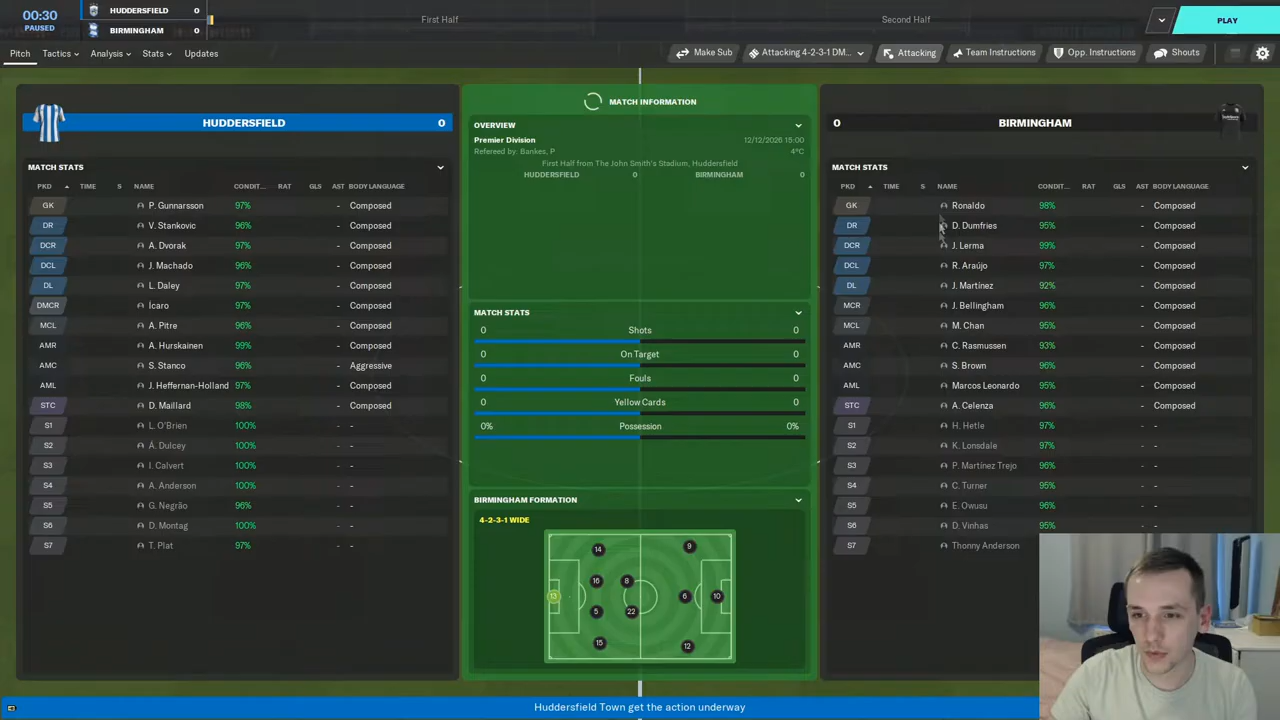 00:30
PAUSED
HUDDERSFIELD 0
BIRMINGHAM 0
First Half
Second Half
PLAY
Pitch Tactics Analysis Stats Updates
Make Sub Attacking 4-2-3-1 DM... Attacking Team Instructions Opp. Instructions Shouts
HUDDERSFIELD 0
MATCH STATS
PKD TIME S NAME CONDIT... RAT GLS AST BODY LANGUAGE
GK P. Gunnarsson 97% - Composed
DR V. Stankovic 96% - Composed
DCR A. Dvorak 97% - Composed
DCL J. Machado 96% - Composed
DL L. Daley 97% - Composed
DMCR Ícaro 97% - Composed
MCL A. Pitre 96% - Composed
AMR A. Hurskainen 99% - Composed
AMC S. Stanco 96% - Aggressive
AML J. Heffernan-Holland 97% - Composed
STC D. Maillard 98% - Composed
S1 L. O'Brien 100% - -
S2 Á. Dulcey 100% - -
S3 I. Calvert 100% - -
S4 A. Anderson 100% - -
S5 G. Negrão 96% - -
S6 D. Montag 100% - -
S7 T. Plat 97% - -
MATCH INFORMATION
OVERVIEW
Premier Division 12/12/2026 15:00
Refereed by: Bankes, P 4°C
First Half from The John Smith's Stadium, Huddersfield
HUDDERSFIELD 0 BIRMINGHAM 0
MATCH STATS
0 Shots 0
0 On Target 0
0 Fouls 0
0 Yellow Cards 0
0% Possession 0%
BIRMINGHAM FORMATION
4-2-3-1 WIDE
14 9
16 8
13 6 10
5 22
15 12
0 BIRMINGHAM
MATCH STATS
PKD TIME S NAME CONDIT... RAT GLS AST BODY LANGUAGE
GK Ronaldo 98% - Composed
DR D. Dumfries 95% - Composed
DCR J. Lerma 99% - Composed
DCL R. Araújo 97% - Composed
DL J. Martínez 92% - Composed
MCR J. Bellingham 96% - Composed
MCL M. Chan 95% - Composed
AMR C. Rasmussen 93% - Composed
AMC S. Brown 96% - Composed
AML Marcos Leonardo 95% - Composed
STC A. Celenza 96% - Composed
S1 H. Hetle 97% - -
S2 K. Lonsdale 97% - -
S3 P. Martínez Trejo 96% - -
S4 C. Turner 95% - -
S5 E. Owusu 96% - -
S6 D. Vinhas 95% - -
S7 Thonny Anderson
Huddersfield Town get the action underway